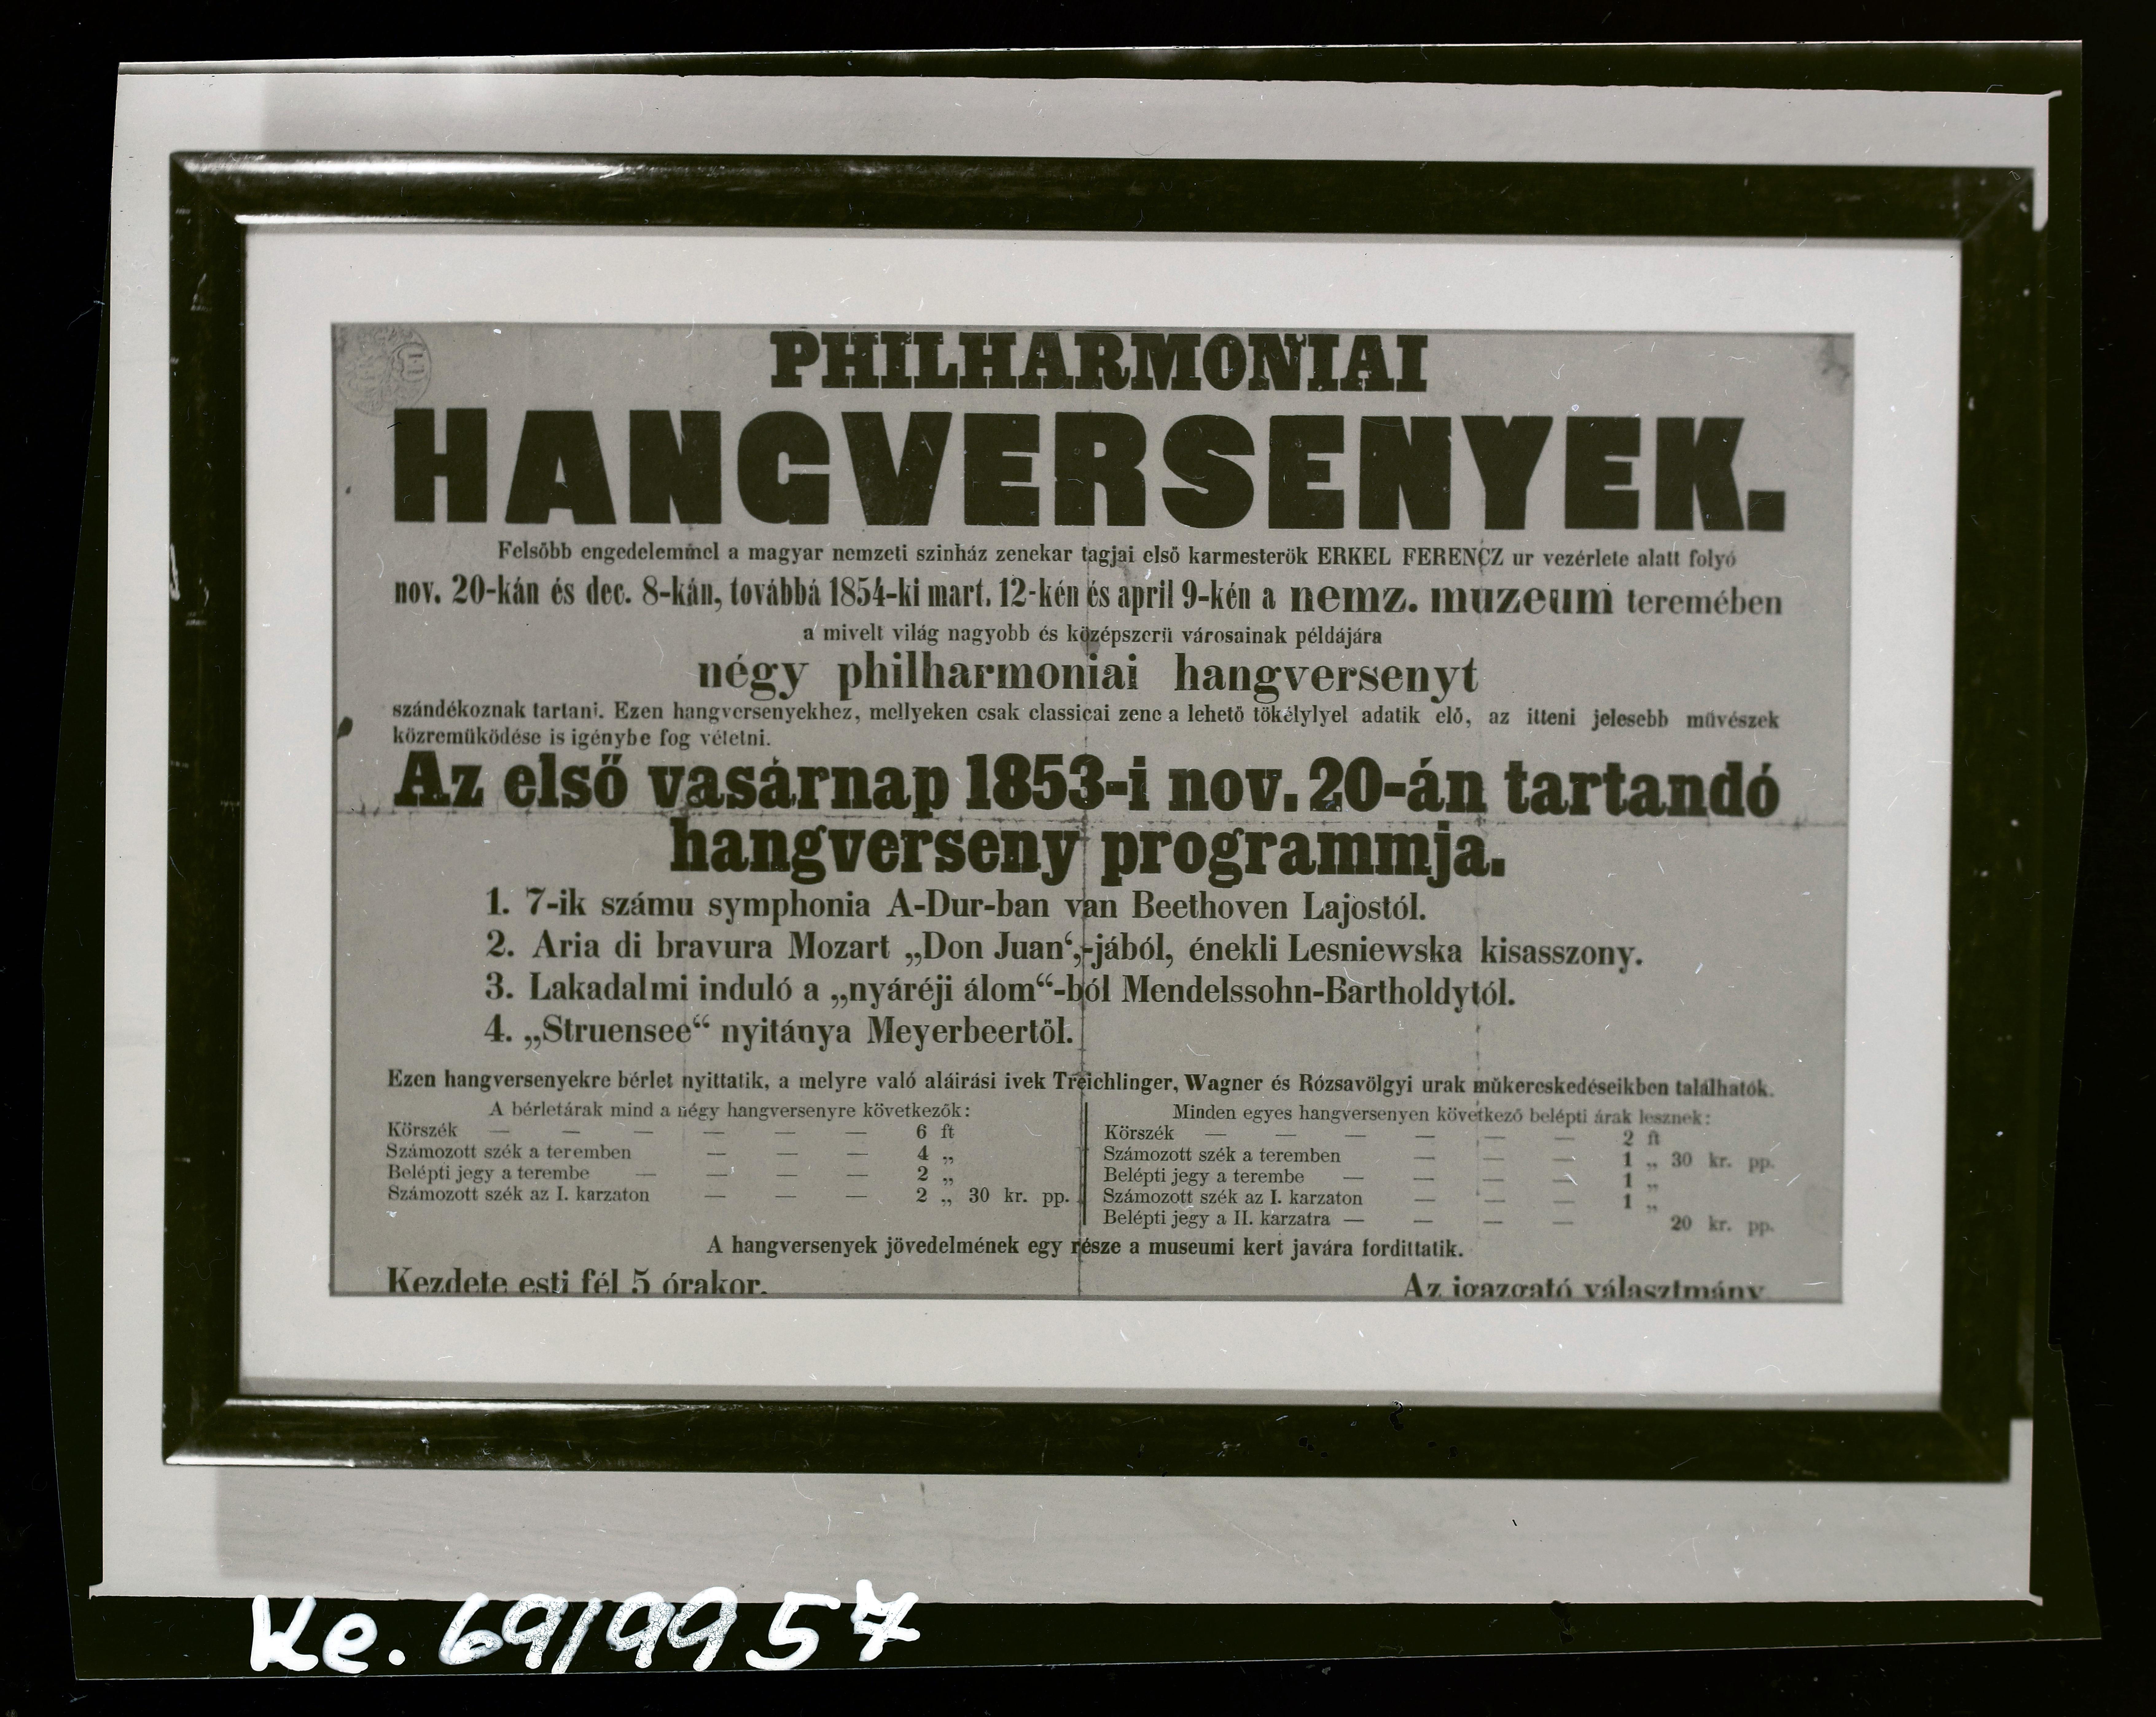 PHILHARMONIAI
HANGVERSENYEK.
Felsőbb engedelemmel a magyar nemzeti szinház zenekar tagjai első karmesterök ERKEL FERENCZ ur vezérlete alatt folyó
nov. 20-kán és dec. 8-kán, továbbá 1854-ki mart. 12-kén és april 9-kén a nemz. muzeum teremében
a mivelt világ nagyobb és középszerü városainak példájára
négy philharmoniai hangversenyt
szándékoznak tartani. Ezen hangversenyekhez, mellyeken csak classicai zene a lehető tökélylyel adatik elő, az itteni jelesebb művészek
közremüködése is igénybe fog vétetni.
Az első vasárnap 1853-i nov. 20-án tartandó
hangverseny programmja.
1. 7-ik számu symphonia A-Dur-ban van Beethoven Lajostól.
2. Aria di bravura Mozart „Don Juan‘,-jából, énekli Lesniewska kisasszony.
3. Lakadalmi induló a „nyáréji álom“-ból Mendelssohn-Bartholdytól.
4. „Struensee“ nyitánya Meyerbeertől.
Ezen hangversenyekre bérlet nyittatik, a melyre való aláirási ivek Treichlinger, Wagner és Rózsavölgyi urak műkereskedéseikben találhatók.
A bérletárak mind a négy hangversenyre következők:
Körszék — — — — — — 6 ft
Számozott szék a teremben — — — 4 „
Belépti jegy a terembe — — — — 2 „
Számozott szék az I. karzaton — — — 2 „ 30 kr. pp.
Minden egyes hangversenyen következő belépti árak lesznek:
Körszék — — — — — — 2 ft
Számozott szék a teremben — — — 1 „ 30 kr. pp.
Belépti jegy a terembe — — — — 1 „
Számozott szék az I. karzaton — — — 1 „
Belépti jegy a II. karzatra — — — — 20 kr. pp.
A hangversenyek jövedelmének egy része a museumi kert javára fordittatik.
Kezdete esti fél 5 órakor.
Az igazgató választmány
Ke. 69/9957